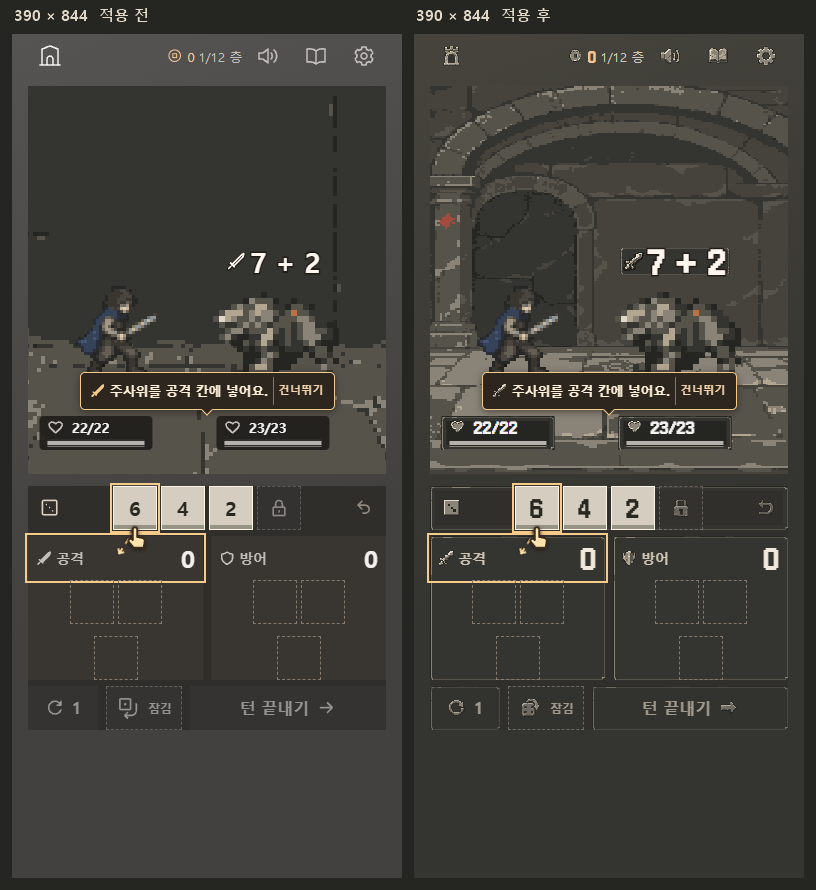 390 × 844 적용 전
0 1/12 층
7 + 2
주사위를 공격 칸에 넣어요. 건너뛰기
22/22
23/23
6 4 2
공격 0
방어 0
1
잠김
턴 끝내기 →
390 × 844 적용 후
0 1/12 층
7 + 2
주사위를 공격 칸에 넣어요. 건너뛰기
22/22
23/23
6 4 2
공격 0
방어 0
1
잠김
턴 끝내기 →